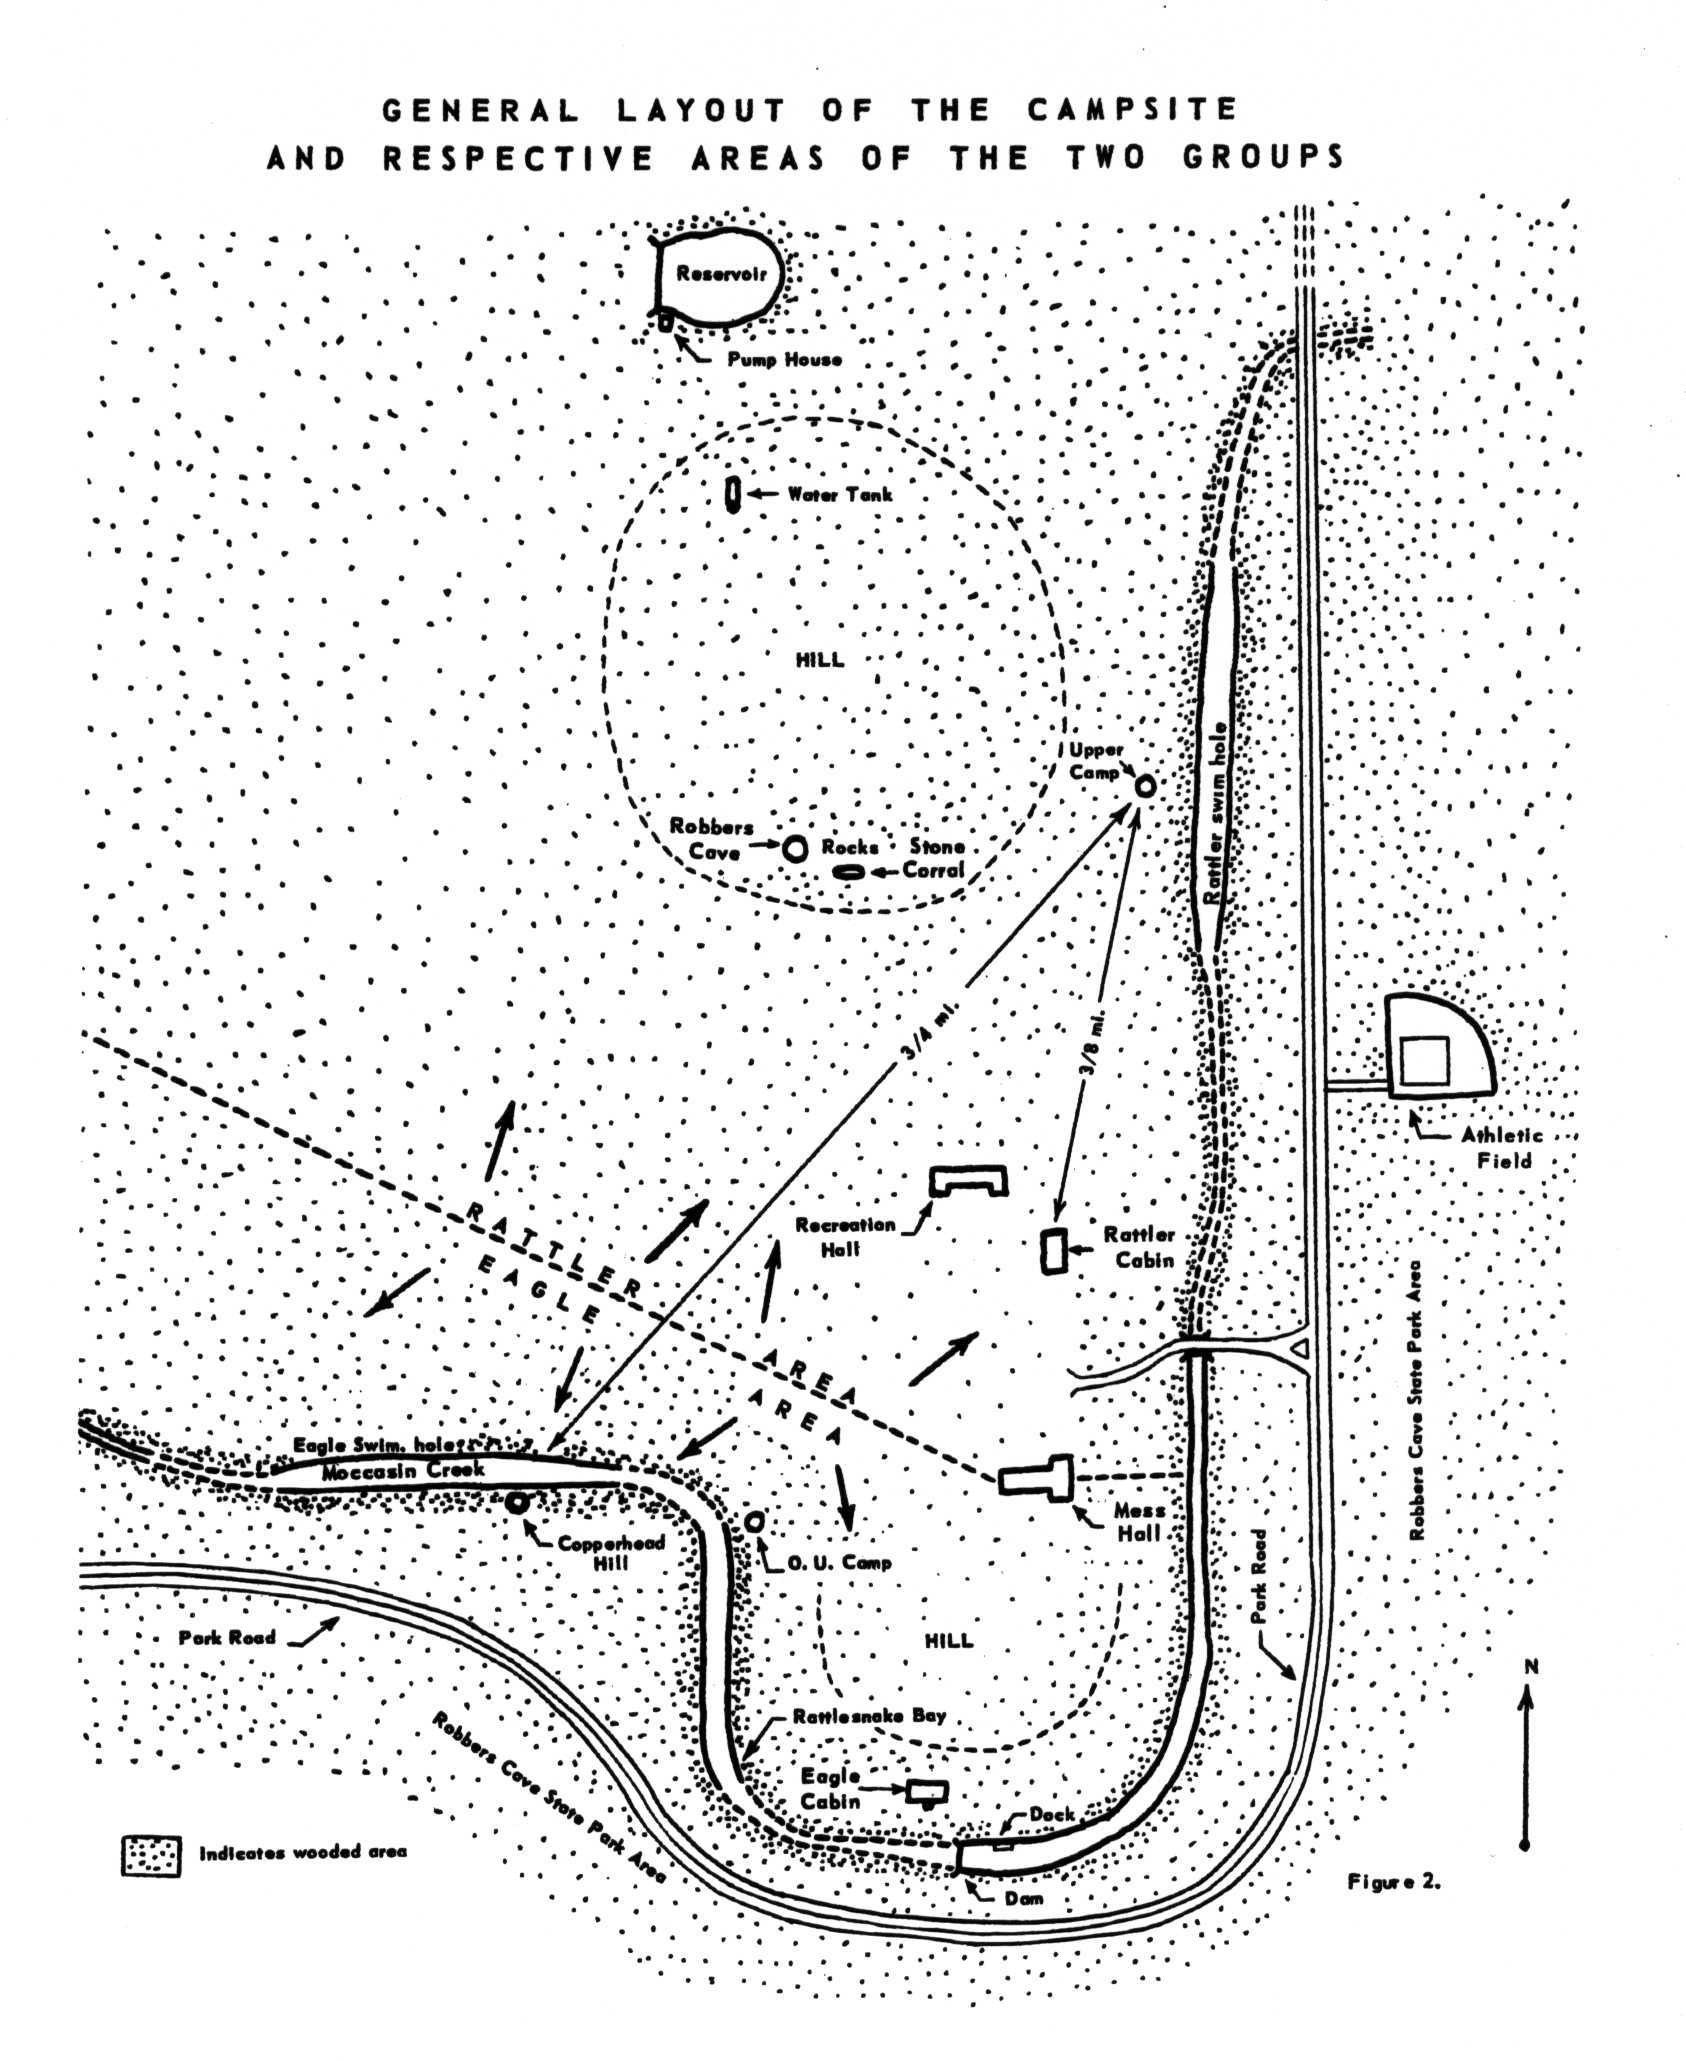 GENERAL LAYOUT OF THE CAMPSITE
AND RESPECTIVE AREAS OF THE TWO GROUPS
Reservoir
Pump House
Water Tank
HILL
Upper
Camp
Rattler swim hole
Robbers
Cave
Rocks
Stone
Corral
3/4 mi.
3/8 mi.
Athletic
Field
Recreation
Hall
Rattler
Cabin
RATTLER AREA
EAGLE AREA
Robbers Cave State Park Area
Eagle Swim. hole
Moccasin Creek
Mess
Hall
Copperhead
Hill
O. U. Camp
Park Road
Park Road
HILL
N
Rattlesnake Bay
Robbers Cave State Park Area
Eagle
Cabin
Dock
Indicates wooded area
Dam
Figure 2.